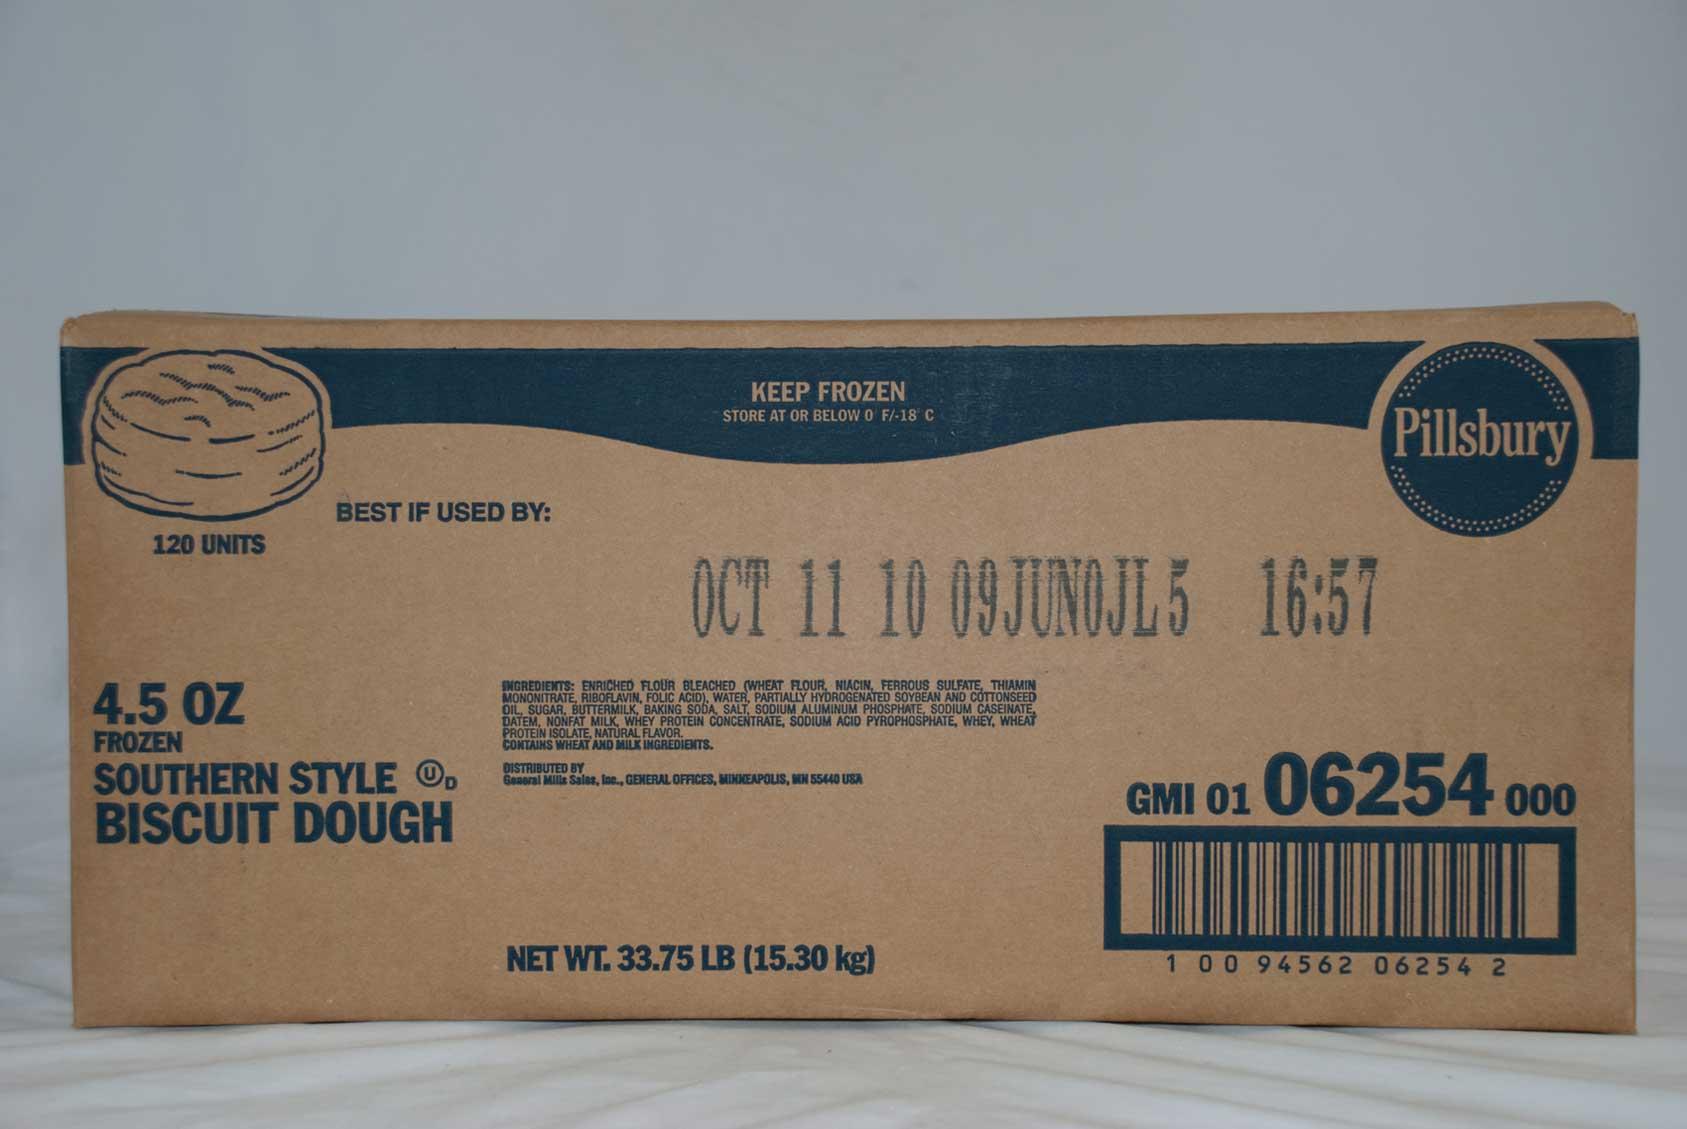 KEEP FROZEN
STORE AT OR BELOW 0° F/-18° C
Pillsbury
120 UNITS
BEST IF USED BY:
OCT 11 10 09JUN0JL5 16:57
4.5 OZ
FROZEN
SOUTHERN STYLE Ⓤ D
BISCUIT DOUGH
INGREDIENTS: ENRICHED FLOUR BLEACHED (WHEAT FLOUR, NIACIN, FERROUS SULFATE, THIAMIN
MONONITRATE, RIBOFLAVIN, FOLIC ACID), WATER, PARTIALLY HYDROGENATED SOYBEAN AND COTTONSEED
OIL, SUGAR, BUTTERMILK, BAKING SODA, SALT, SODIUM ALUMINUM PHOSPHATE, SODIUM CASEINATE,
DATEM, NONFAT MILK, WHEY PROTEIN CONCENTRATE, SODIUM ACID PYROPHOSPHATE, WHEY, WHEAT
PROTEIN ISOLATE, NATURAL FLAVOR.
CONTAINS WHEAT AND MILK INGREDIENTS.
DISTRIBUTED BY
General Mills Sales, Inc., GENERAL OFFICES, MINNEAPOLIS, MN 55440 USA
GMI 01 06254 000
1 00 94562 06254 2
NET WT. 33.75 LB (15.30 kg)